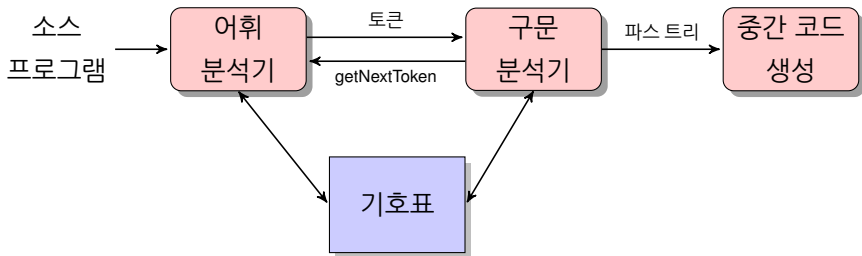 소스
프로그램
어휘
분석기
토큰
getNextToken
구문
분석기
파스 트리
중간 코드
생성
기호표